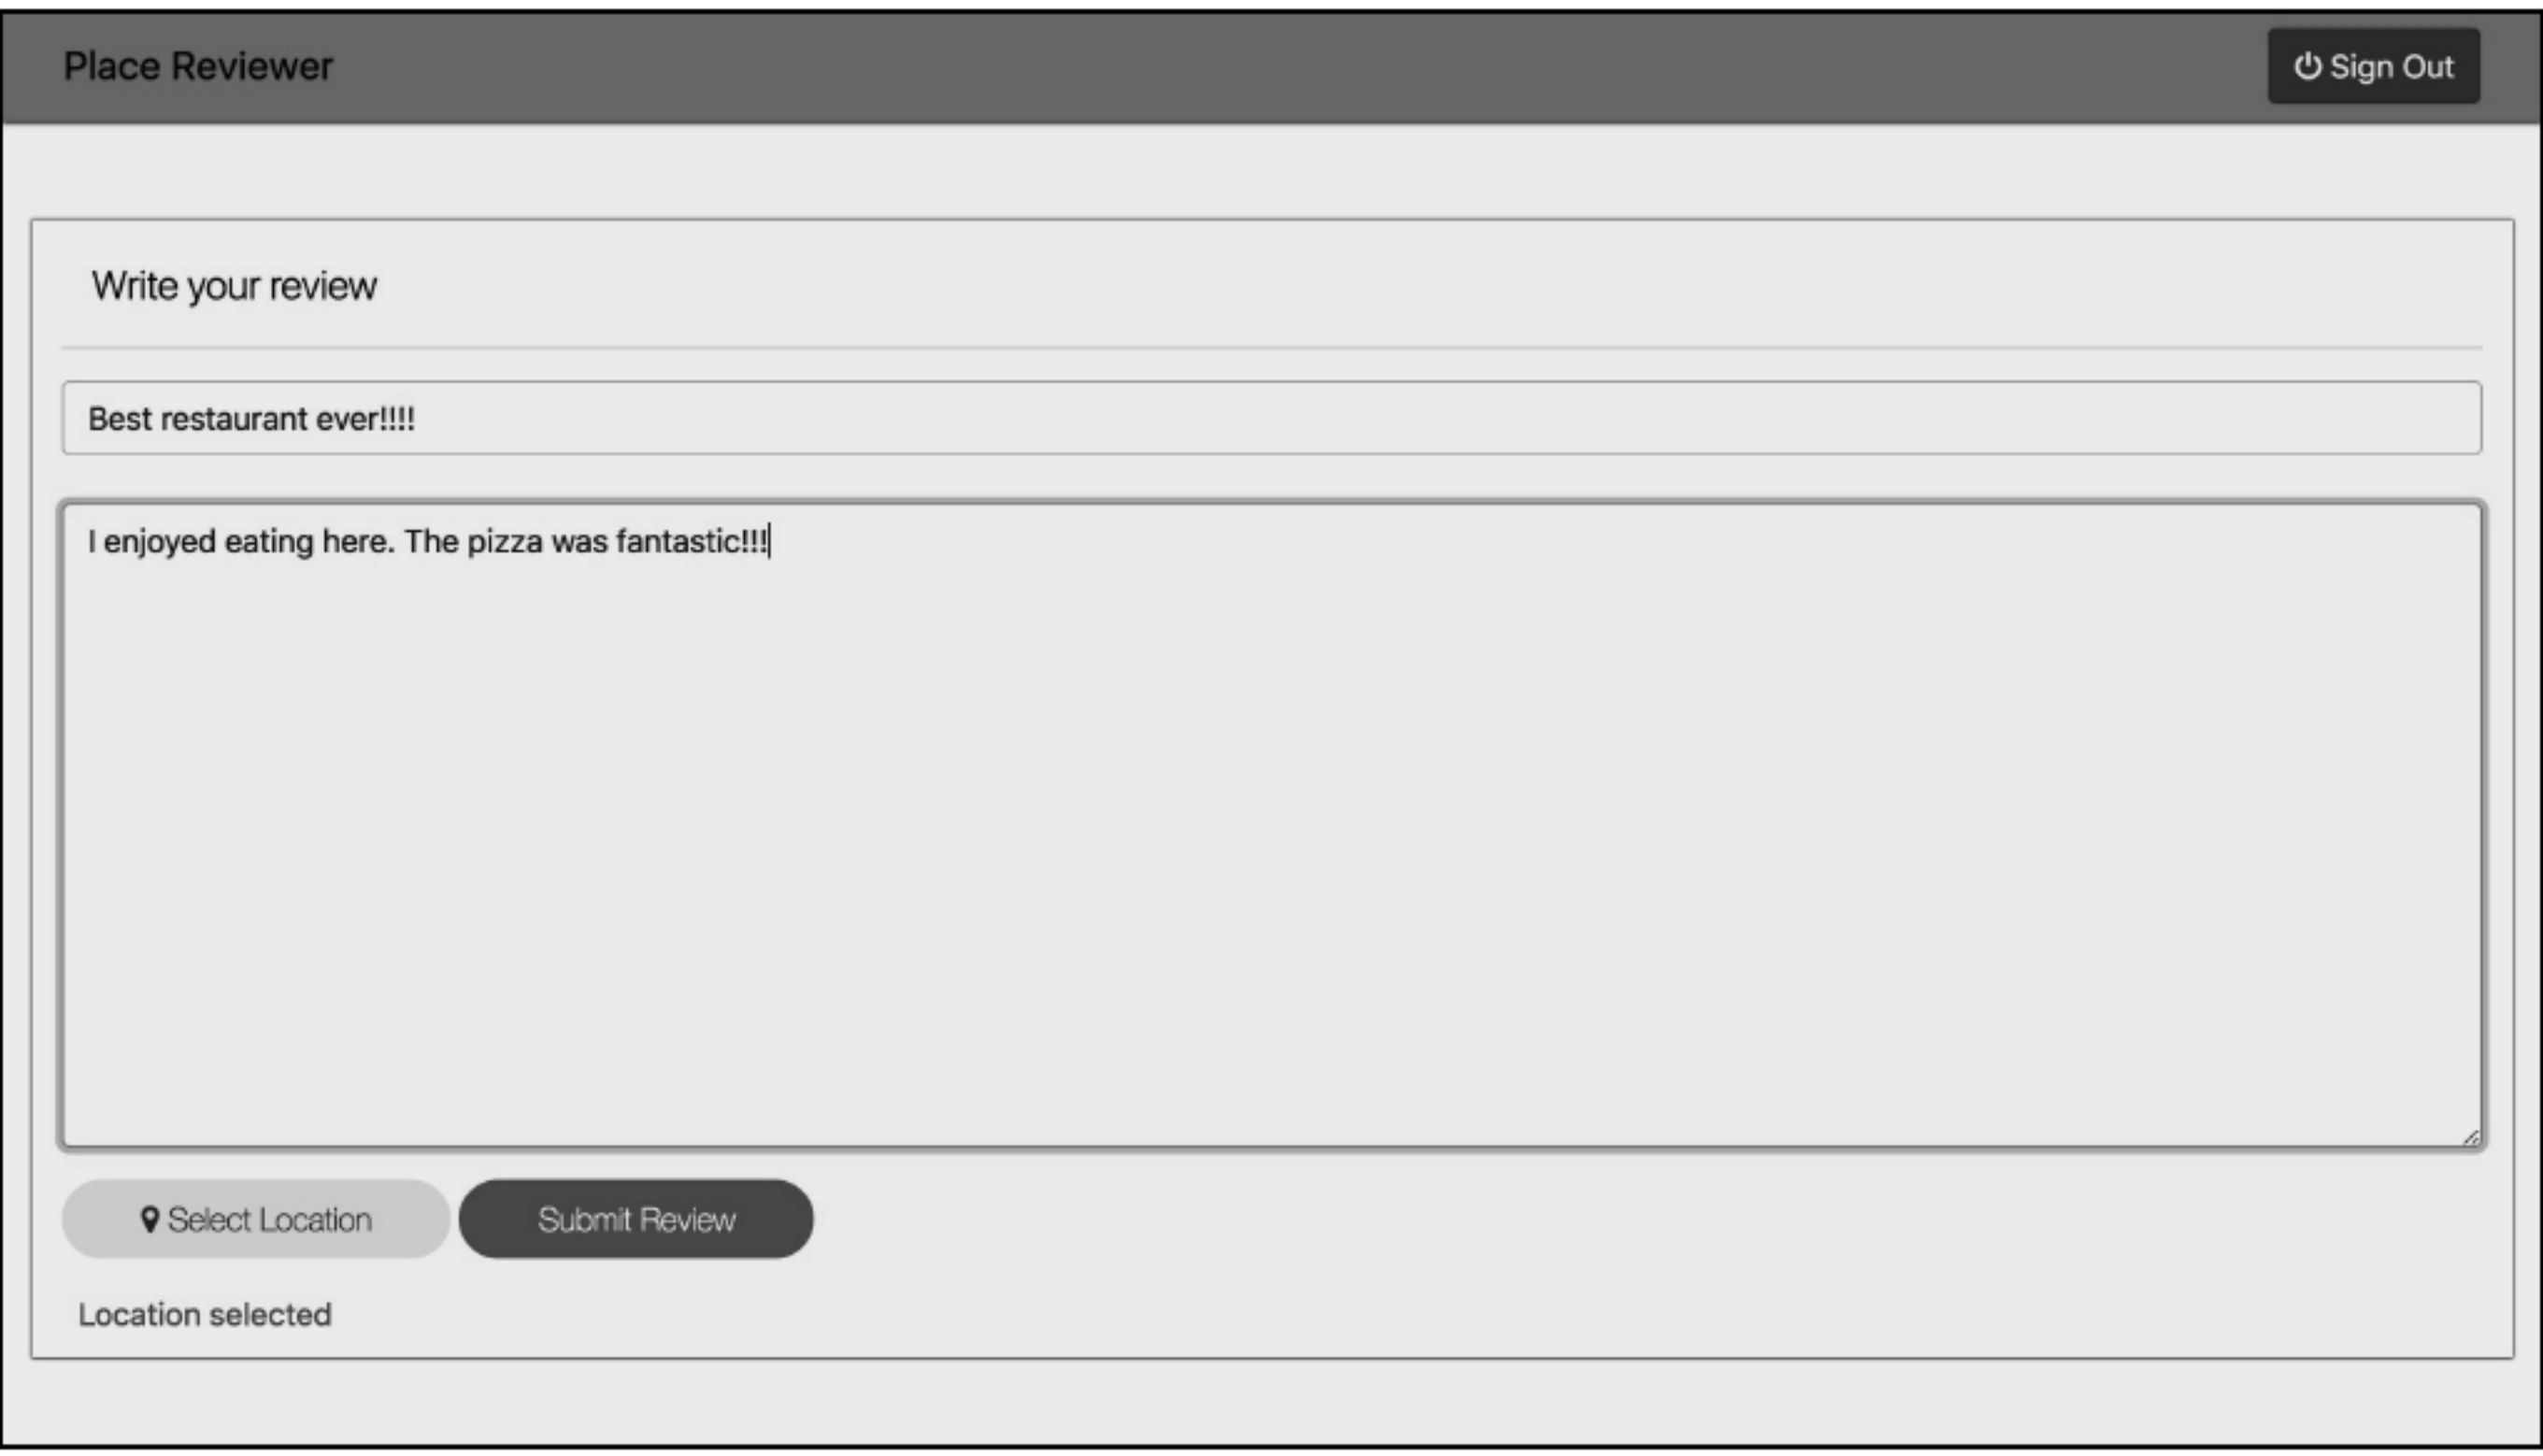 Place Reviewer
Sign Out
Write your review
Best restaurant ever!!!!
I enjoyed eating here. The pizza was fantastic!!!
Select Location
Submit Review
Location selected